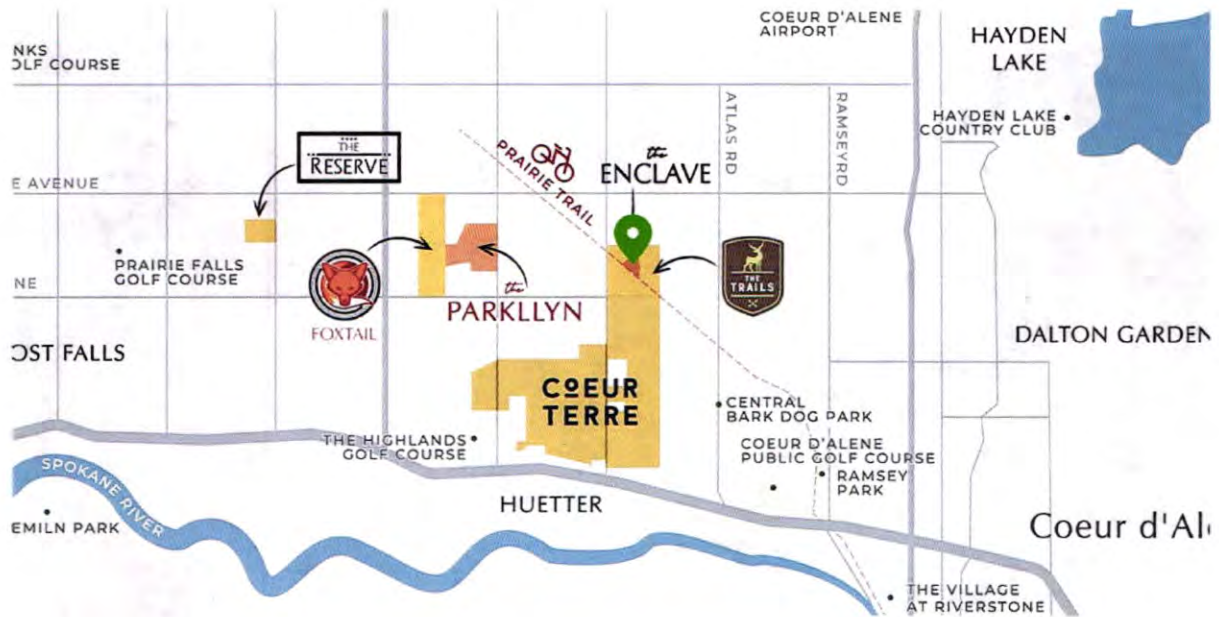 COEUR D'ALENE
AIRPORT
HAYDEN
LAKE
NKS
OLF COURSE
HAYDEN LAKE
COUNTRY CLUB
ATLAS RD
RAMSEYRD
THE
RESERVE
PRAIRIE TRAIL
the
ENCLAVE
E AVENUE
PRAIRIE FALLS
GOLF COURSE
NE
FOXTAIL
the
PARKLLYN
THE
TRAILS
OST FALLS
DALTON GARDEN
COEUR
TERRE
CENTRAL
BARK DOG PARK
THE HIGHLANDS
GOLF COURSE
COEUR D'ALENE
PUBLIC GOLF COURSE
RAMSEY
PARK
SPOKANE RIVER
HUETTER
EMILN PARK
Coeur d'Al
THE VILLAGE
AT RIVERSTONE